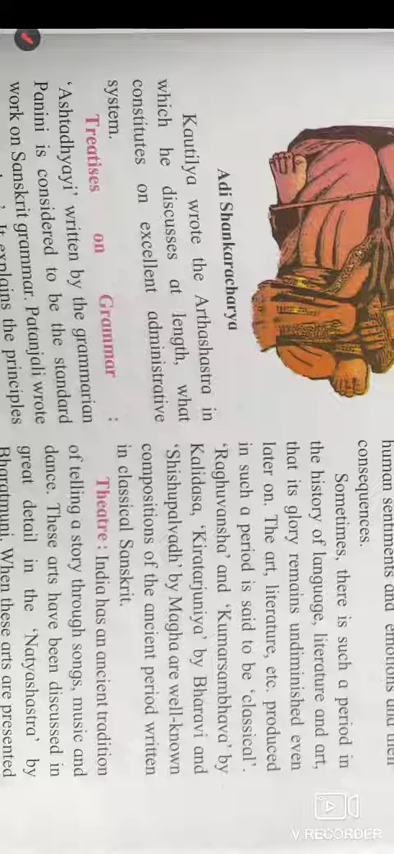 Adi Shankaracharya
Kautilya wrote the Arthashastra in
which he discusses at length, what
constitutes on excellent administrative
system.
Treatises on Grammar :
'Ashtadhyayi' written by the grammarian
Panini is considered to be the standard
work on Sanskrit grammar. Patanjali wrote
It explains the principles
human sentiments and emotions and their
consequences.
Sometimes, there is such a period in
the history of language, literature and art,
that its glory remains undiminished even
later on. The art, literature, etc. produced
in such a period is said to be 'classical'.
'Raghuvansha' and 'Kumarsambhava' by
Kalidasa, 'Kiratarjuniya' by Bharavi and
'Shishupalvadh' by Magha are well-known
compositions of the ancient period written
in classical Sanskrit.
Theatre : India has an ancient tradition
of telling a story through songs, music and
dance. These arts have been discussed in
great detail in the 'Natyashastra' by
Bharatmuni. When these arts are presented
V.RECORDER